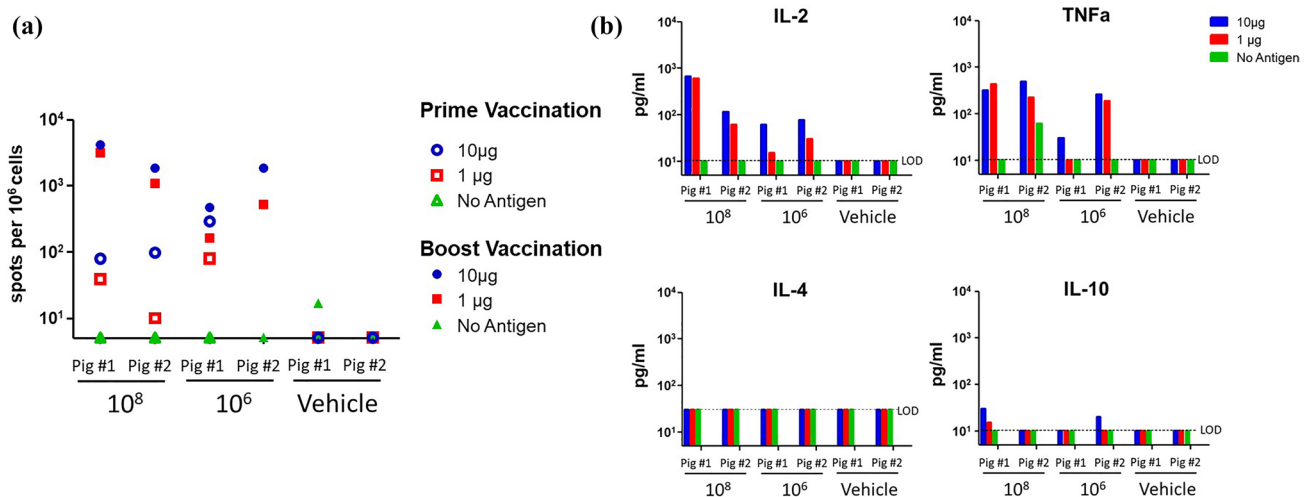 (a)
spots per 10⁶ cells
10⁴
10³
10²
10¹
Pig #1 Pig #2 Pig #1 Pig #2 Pig #1 Pig #2
10⁸ 10⁶ Vehicle
Prime Vaccination
10µg
1 µg
No Antigen
Boost Vaccination
10µg
1 µg
No Antigen
(b)
IL-2
pg/ml
10⁴
10³
10²
10¹
LOD
Pig #1 Pig #2 Pig #1 Pig #2 Pig #1 Pig #2
10⁸ 10⁶ Vehicle
TNFa
pg/ml
10⁴
10³
10²
10¹
LOD
Pig #1 Pig #2 Pig #1 Pig #2 Pig #1 Pig #2
10⁸ 10⁶ Vehicle
10µg
1 µg
No Antigen
IL-4
pg/ml
10⁴
10³
10²
10¹
LOD
Pig #1 Pig #2 Pig #1 Pig #2 Pig #1 Pig #2
10⁸ 10⁶ Vehicle
IL-10
pg/ml
10⁴
10³
10²
10¹
LOD
Pig #1 Pig #2 Pig #1 Pig #2 Pig #1 Pig #2
10⁸ 10⁶ Vehicle